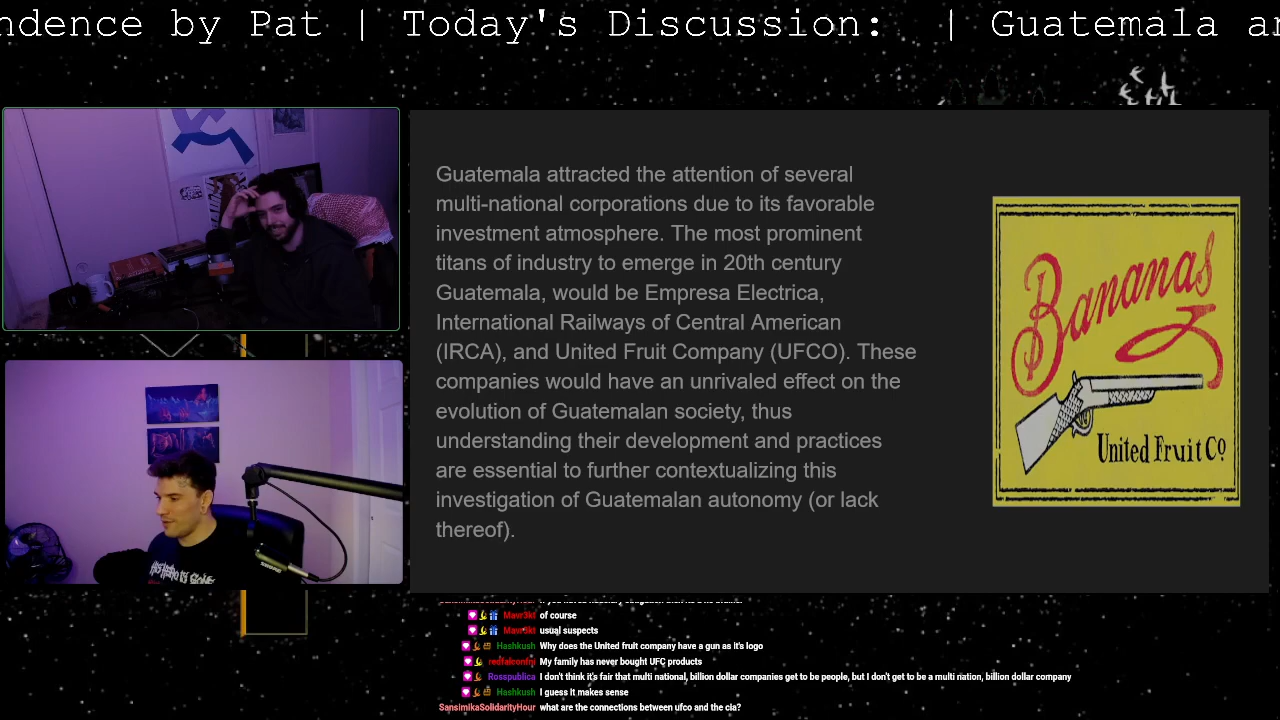 ndence by Pat | Today's Discussion: | Guatemala an
Guatemala attracted the attention of several
multi-national corporations due to its favorable
investment atmosphere. The most prominent
titans of industry to emerge in 20th century
Guatemala, would be Empresa Electrica,
International Railways of Central American
(IRCA), and United Fruit Company (UFCO). These
companies would have an unrivaled effect on the
evolution of Guatemalan society, thus
understanding their development and practices
are essential to further contextualizing this
investigation of Guatemalan autonomy (or lack
thereof).
Bananas
United Fruit Co
Mavr3kt of course
Mavr3kt usual suspects
Hashkush Why does the United fruit company have a gun as it's logo
My family has never bought UFC products
Rosspublica I don't think it's fair that multi national, billion dollar companies get to be people, but I don't get to be a multi nation, billion dollar company
Hashkush I guess it makes sense
SansimikaSolidarityHour what are the connections between ufco and the cia?